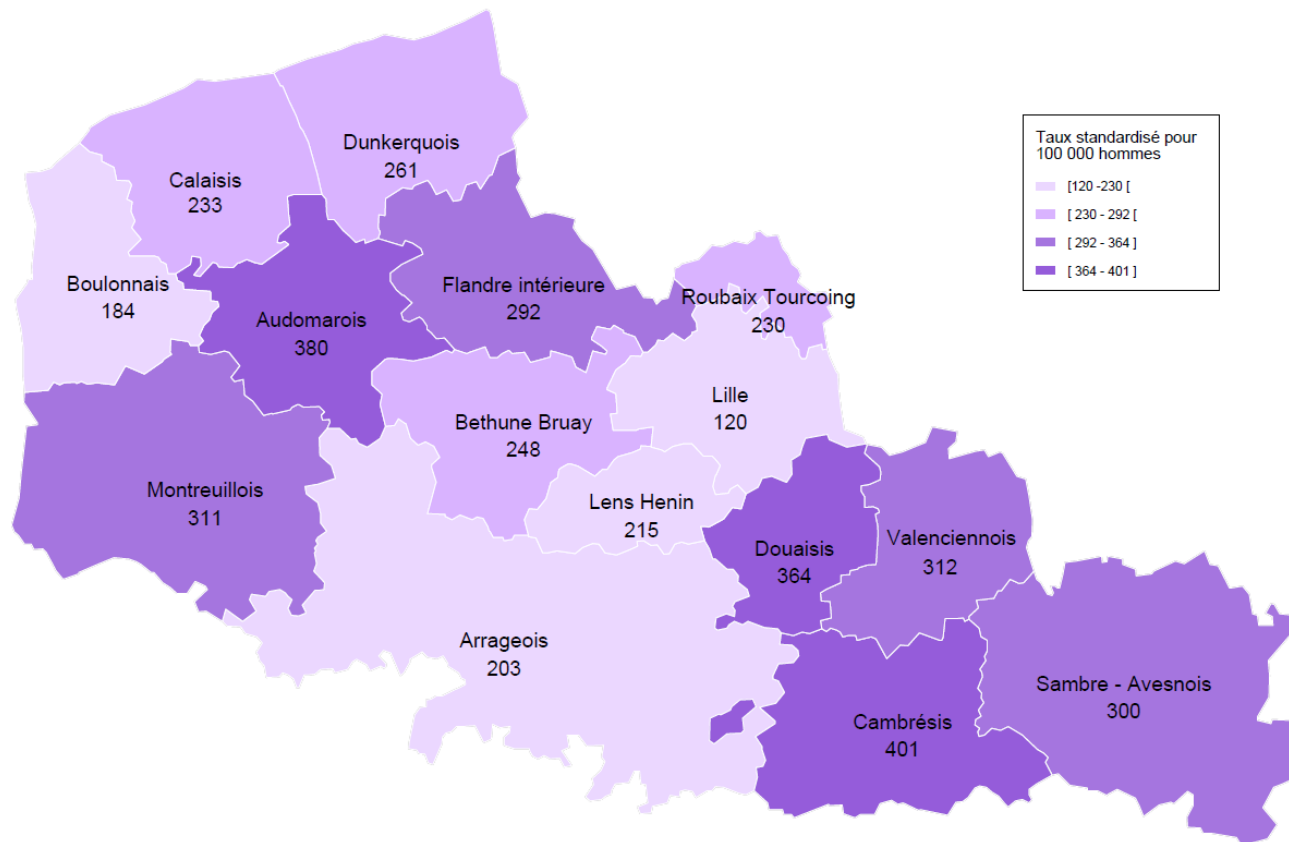 Dunkerquois
261
Calaisis
233
Taux standardisé pour
100 000 hommes
[120 -230 [
[ 230 - 292 [
[ 292 - 364 ]
[ 364 - 401 ]
Boulonnais
184
Flandre intérieure
292
Roubaix Tourcoing
230
Audomarois
380
Lille
120
Bethune Bruay
248
Montreuillois
311
Lens Henin
215
Douaisis
364
Valenciennois
312
Arrageois
203
Sambre - Avesnois
300
Cambrésis
401